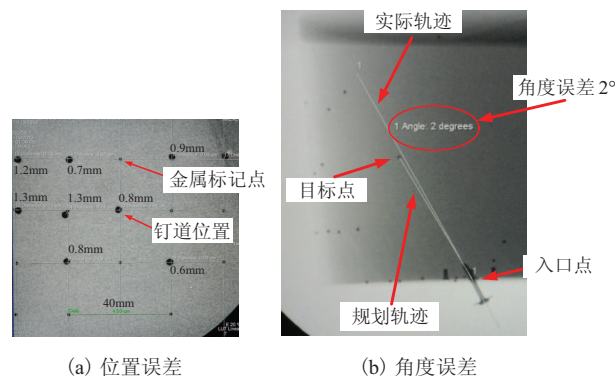 实际轨迹
角度误差 2°
1
1 Angle: 2 degrees
目标点
入口点
规划轨迹
0.9mm
1.2mm
0.7mm
金属标记点
1.3mm
1.3mm
0.8mm
钉道位置
0.8mm
0.6mm
40mm
(a) 位置误差
(b) 角度误差